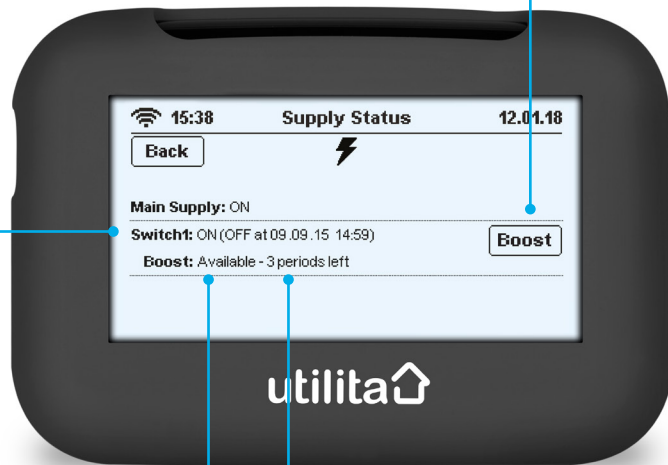 15:38 Supply Status 12.01.18
Back
Main Supply: ON
Switch1: ON (OFF at 09.09.15 14:59)
Boost
Boost: Available - 3 periods left
utilita